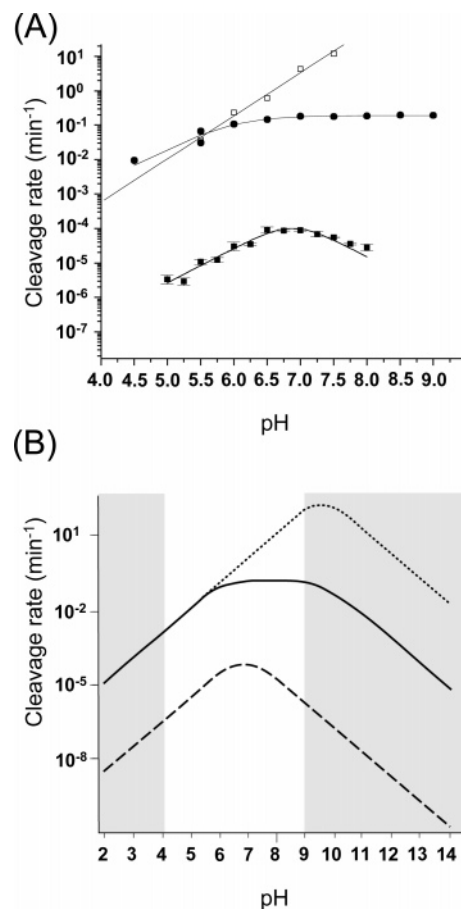 (A)
Cleavage rate (min⁻¹)
10¹
10⁰
10⁻¹
10⁻²
10⁻³
10⁻⁴
10⁻⁵
10⁻⁶
10⁻⁷
4.0 4.5 5.0 5.5 6.0 6.5 7.0 7.5 8.0 8.5 9.0
pH
(B)
Cleavage rate (min⁻¹)
10¹
10⁻²
10⁻⁵
10⁻⁸
2 3 4 5 6 7 8 9 10 11 12 13 14
pH